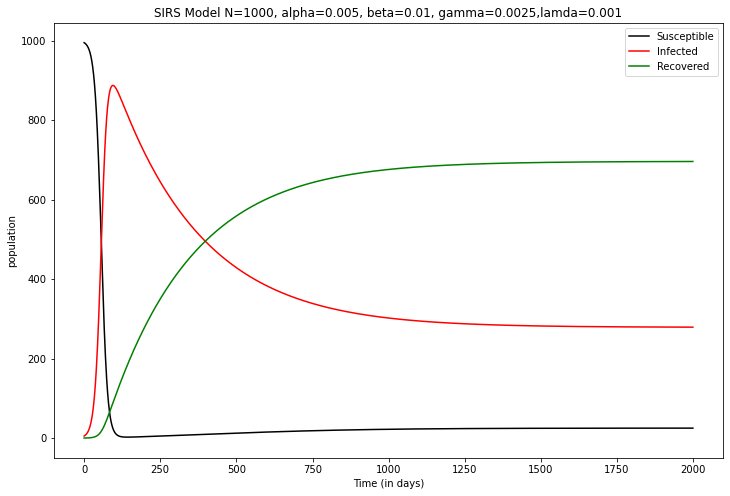 SIRS Model N=1000, alpha=0.005, beta=0.01, gamma=0.0025,lamda=0.001
Susceptible
Infected
Recovered
1000
800
600
400
200
0
population
0 250 500 750 1000 1250 1500 1750 2000
Time (in days)